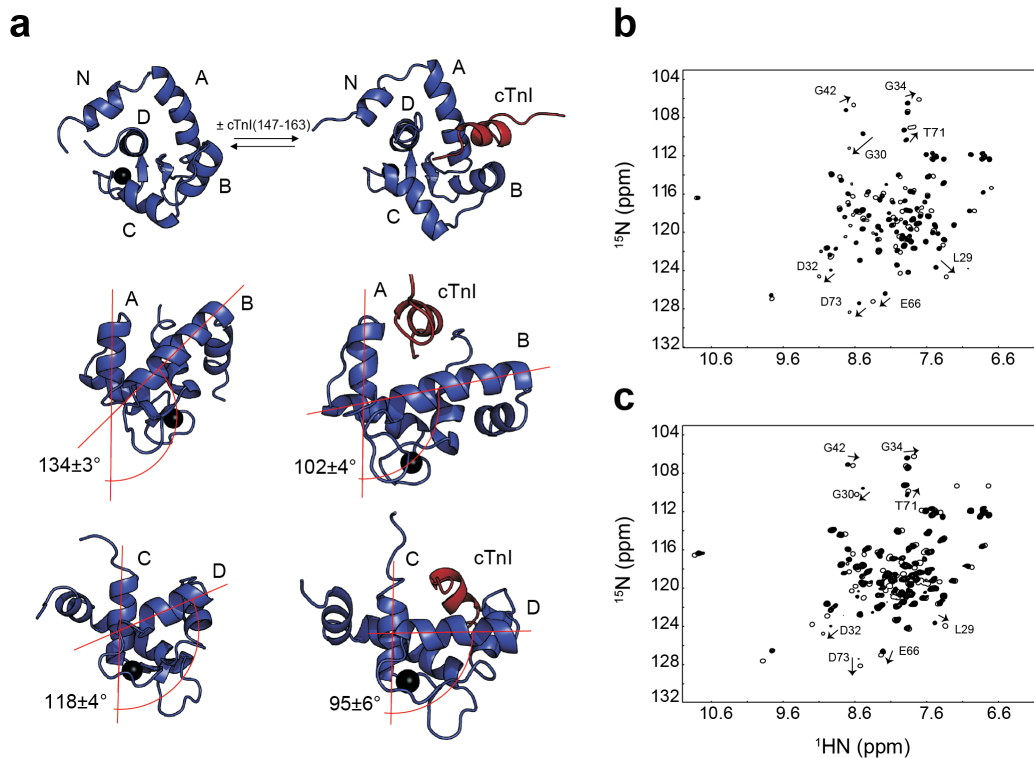 a
N
A
D
B
C
± cTnI(147-163)
N
A
D
cTnI
B
C
A
B
134±3°
A
cTnI
B
102±4°
C
D
118±4°
C
cTnI
D
95±6°
b
104
108
112
116
120
124
128
132
¹⁵N (ppm)
G42
G34
T71
G30
L29
D32
D73
E66
10.6 9.6 8.6 7.6 6.6
c
104
108
112
116
120
124
128
132
¹⁵N (ppm)
G42
G34
G30
T71
D32
L29
D73
E66
10.6 9.6 8.6 7.6 6.6
¹HN (ppm)